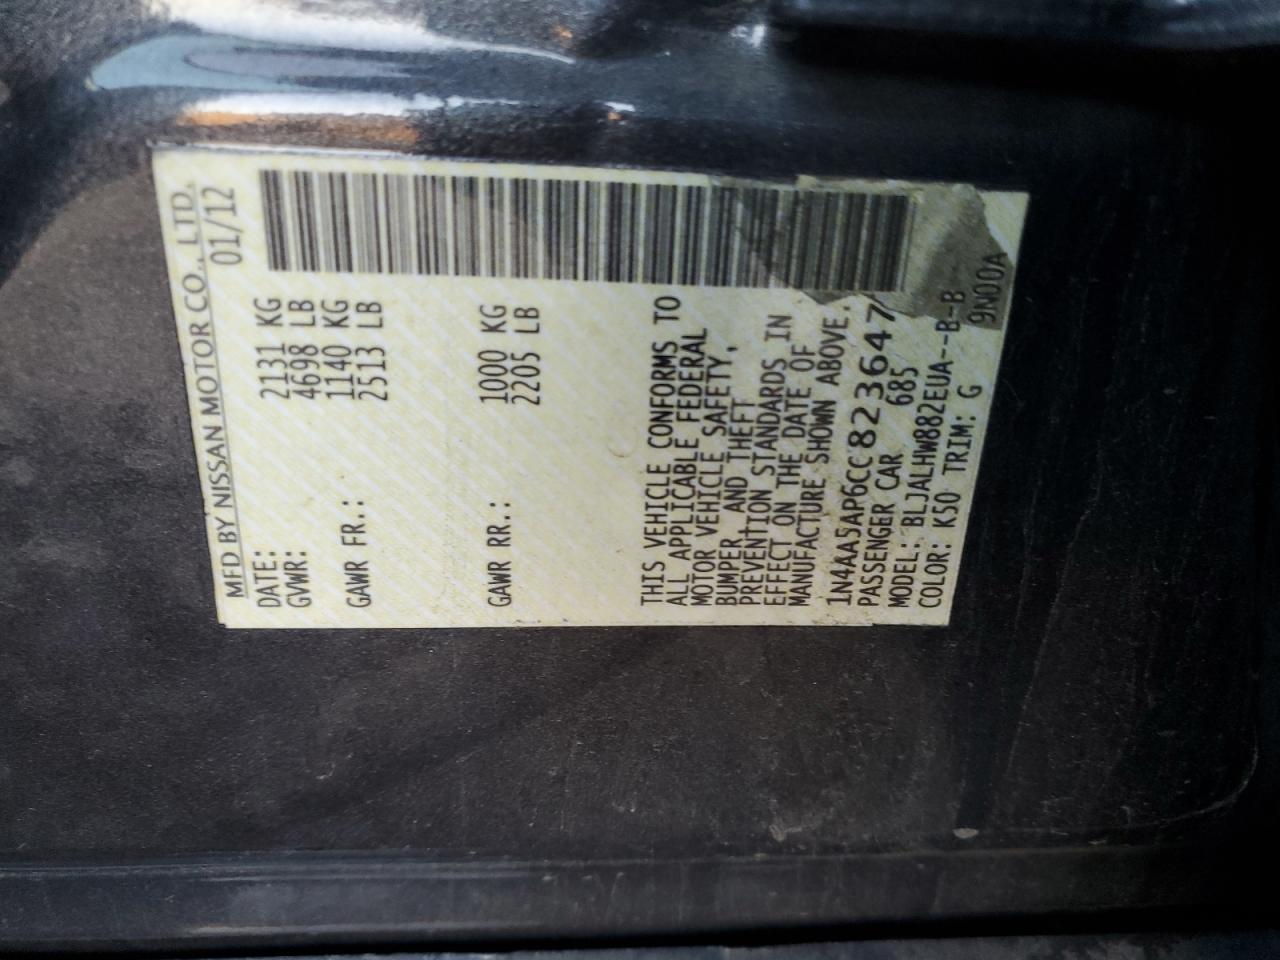 MFD BY NISSAN MOTOR CO., LTD.
DATE: 01/12
GVWR: 2131 KG
4698 LB
GAWR FR.: 1140 KG
2513 LB
GAWR RR.: 1000 KG
2205 LB
THIS VEHICLE CONFORMS TO
ALL APPLICABLE FEDERAL
MOTOR VEHICLE SAFETY,
BUMPER, AND THEFT
PREVENTION STANDARDS IN
EFFECT ON THE DATE OF
MANUFACTURE SHOWN ABOVE.
1N4AA5AP6CC823647
PASSENGER CAR 685
MODEL: BLJALHW882EUA--B-B
COLOR: K50 TRIM: G 9N00A